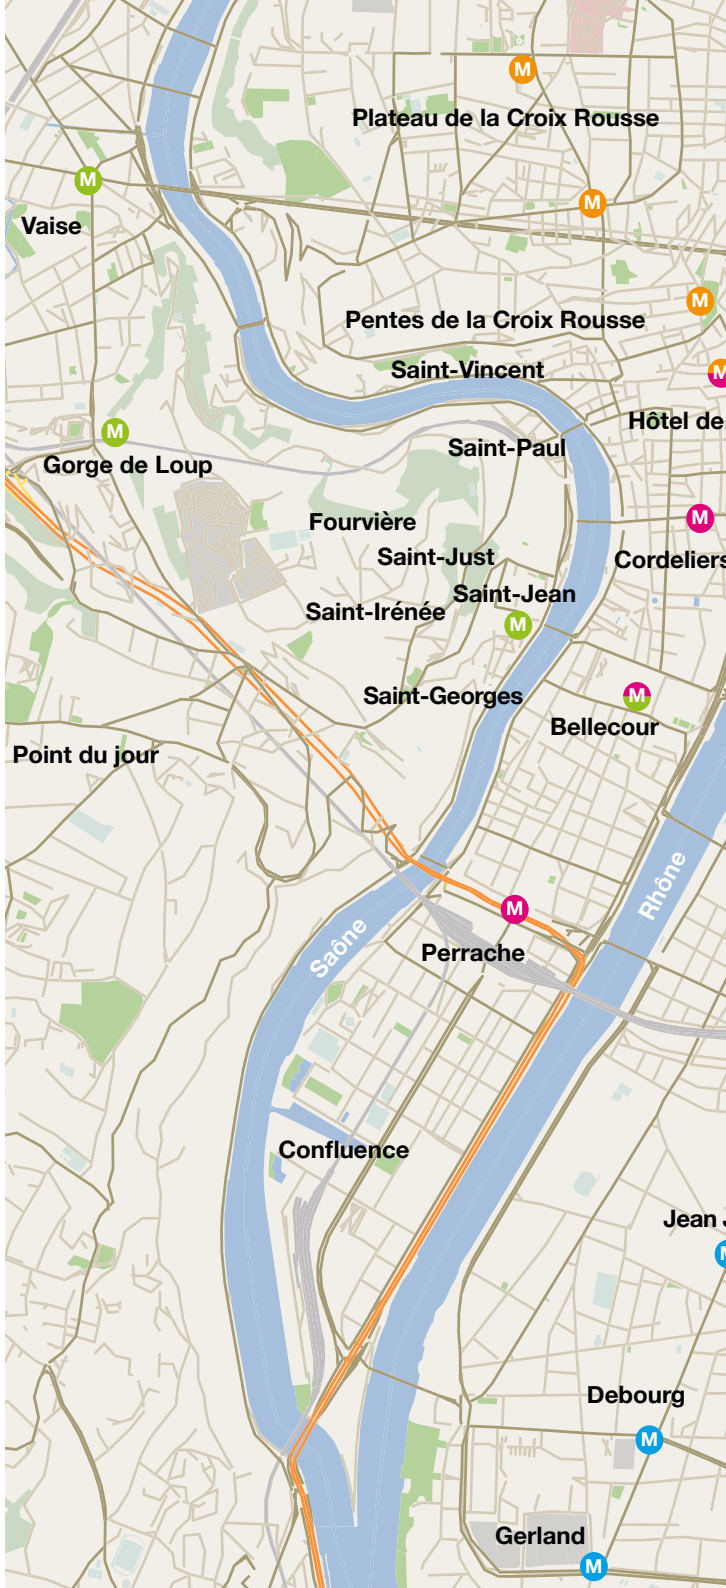 M
Plateau de la Croix Rousse
M
Vaise
M
M
Pentes de la Croix Rousse
Saint-Vincent
M
Hôtel de
M
Gorge de Loup
Saint-Paul
Fourvière
M
Saint-Just
Cordeliers
Saint-Jean
Saint-Irénée
M
Saint-Georges
M
Bellecour
Point du jour
Rhône
M
Saône
Perrache
Confluence
Jean
M
Debourg
M
Gerland
M